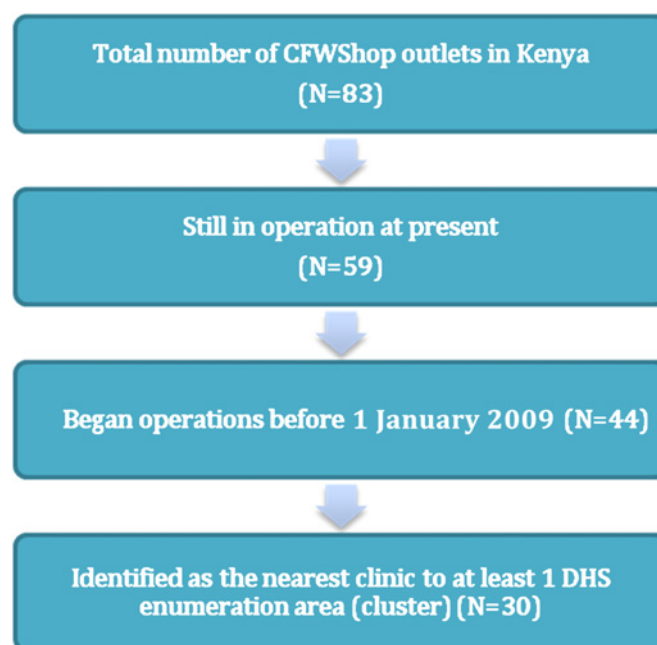 Total number of CFWShop outlets in Kenya
(N=83)
Still in operation at present
(N=59)
Began operations before 1 January 2009 (N=44)
Identified as the nearest clinic to at least 1 DHS
enumeration area (cluster) (N=30)